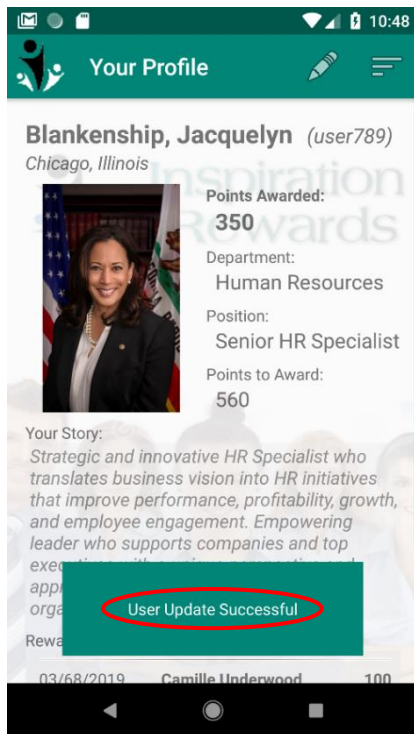 10:48
Your Profile
Blankenship, Jacquelyn (user789)
Chicago, Illinois
Inspiration
Rewards
Points Awarded:
350
Department:
Human Resources
Position:
Senior HR Specialist
Points to Award:
560
Your Story:
Strategic and innovative HR Specialist who
translates business vision into HR initiatives
that improve performance, profitability, growth,
and employee engagement. Empowering
leader who supports companies and top
User Update Successful
03/68/2019 Camille Underwood 100